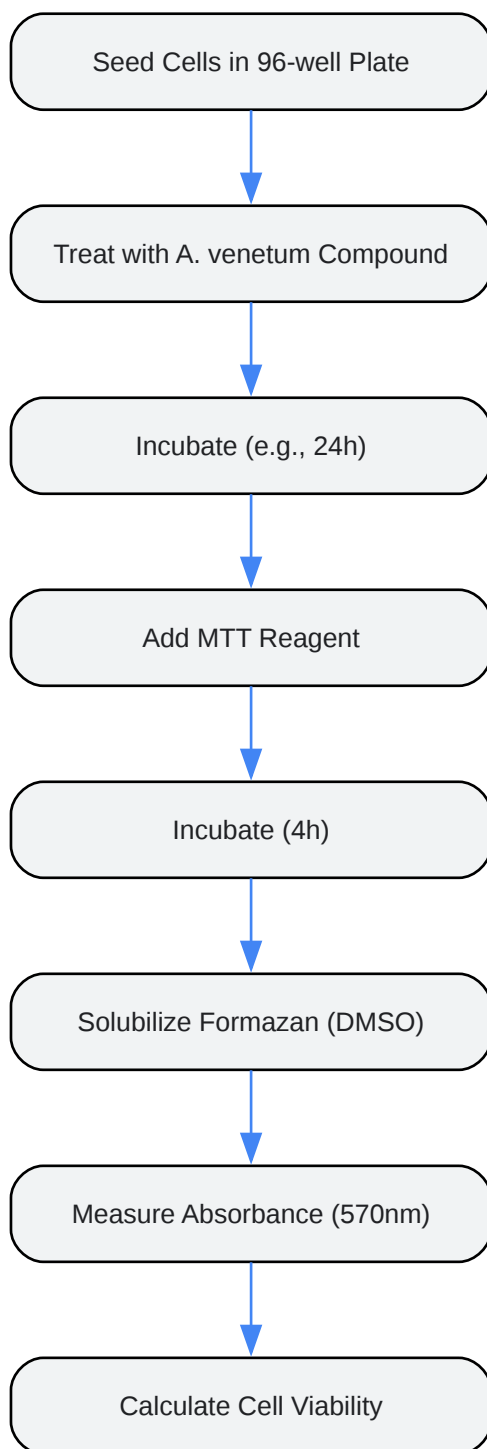 Seed Cells in 96-well Plate
Treat with A. venetum Compound
Incubate (e.g., 24h)
Add MTT Reagent
Incubate (4h)
Solubilize Formazan (DMSO)
Measure Absorbance (570nm)
Calculate Cell Viability